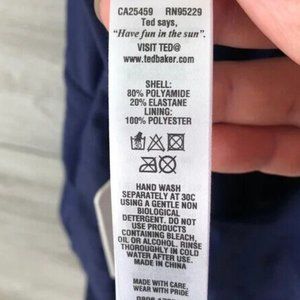 CA25459 RN95229
Ted says,
"Have fun in the sun".
VISIT TED@
www.tedbaker.com
SHELL:
80% POLYAMIDE
20% ELASTANE
LINING:
100% POLYESTER
HAND WASH
SEPARATELY AT 30C
USING A GENTLE NON
BIOLOGICAL
DETERGENT.
DO NOT USE
PRODUCTS
CONTAINING BLEACH,
OIL OR ALCOHOL. RINSE
THOROUGHLY IN COLD
WATER AFTER USE.
MADE IN CHINA
MADE WITH CARE,
WEAR WITH PRIDE